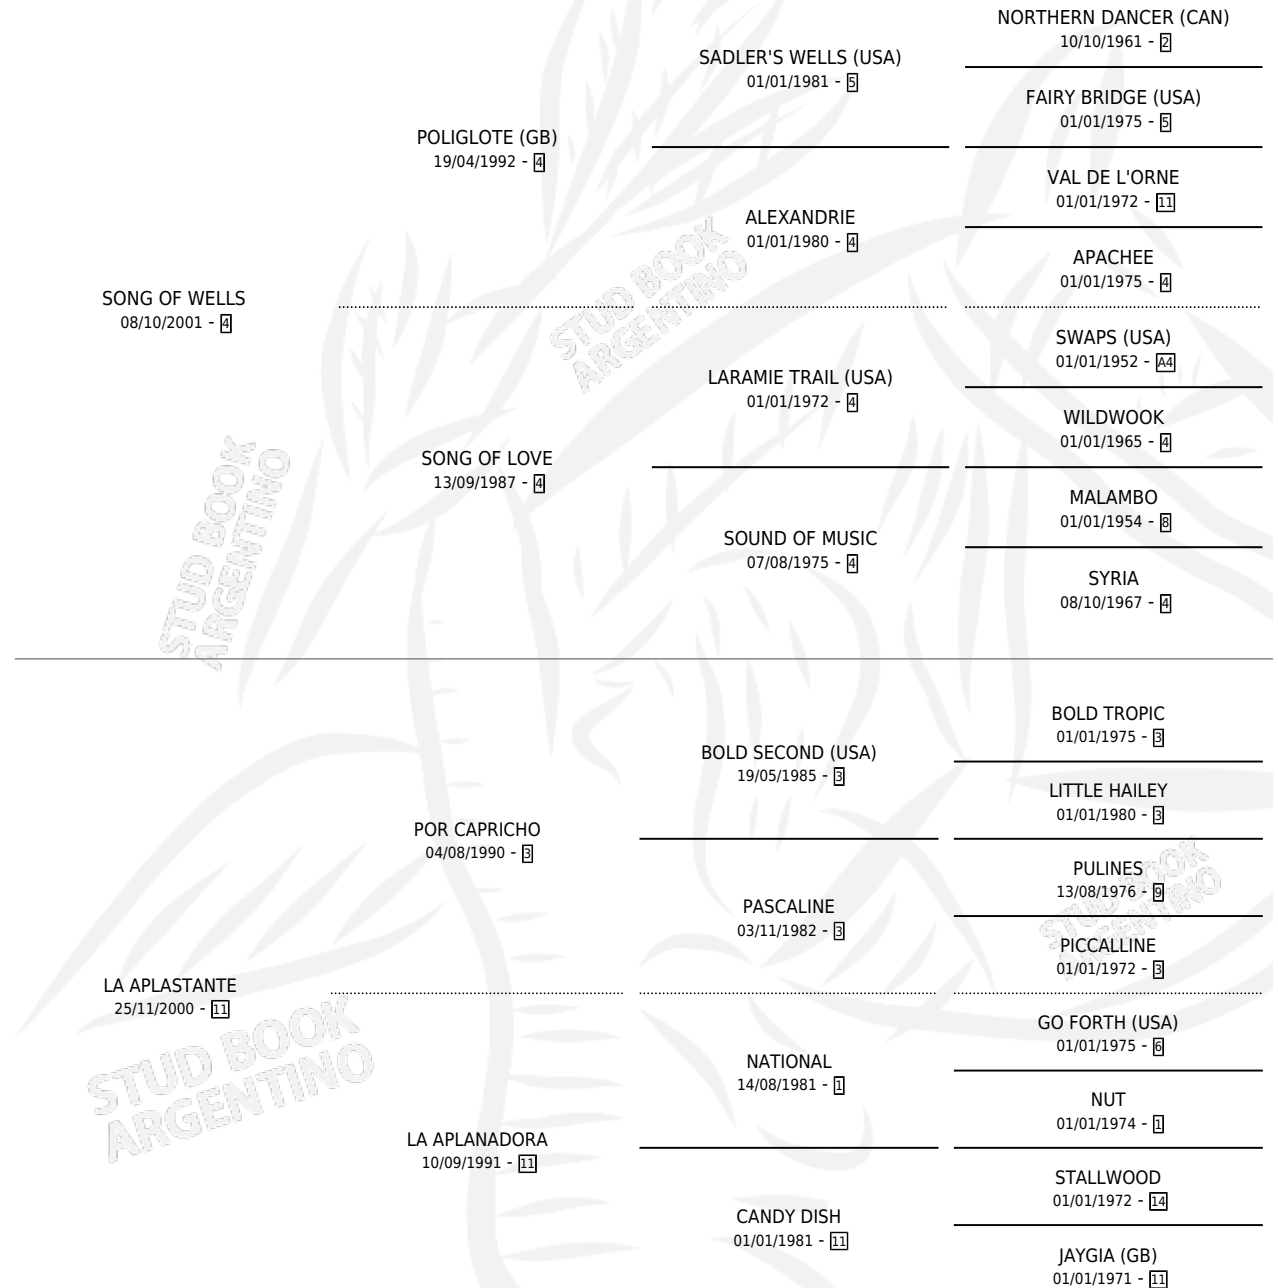 NORTHERN DANCER (CAN)
10/10/1961 - 2
SADLER'S WELLS (USA)
01/01/1981 - 5
FAIRY BRIDGE (USA)
01/01/1975 - 5
POLIGLOTE (GB)
19/04/1992 - 4
VAL DE L'ORNE
01/01/1972 - 11
ALEXANDRIE
01/01/1980 - 4
APACHEE
01/01/1975 - 4
SONG OF WELLS
08/10/2001 - 4
SWAPS (USA)
01/01/1952 - A4
LARAMIE TRAIL (USA)
01/01/1972 - 4
WILDWOOK
01/01/1965 - 4
SONG OF LOVE
13/09/1987 - 4
MALAMBO
01/01/1954 - 8
SOUND OF MUSIC
07/08/1975 - 4
SYRIA
08/10/1967 - 4
STUD BOOK
ARGENTINO
STUD BOOK
ARGENTINO
BOLD TROPIC
01/01/1975 - 3
BOLD SECOND (USA)
19/05/1985 - 3
LITTLE HAILEY
01/01/1980 - 3
POR CAPRICHO
04/08/1990 - 3
PULINES
13/08/1976 - 9
PASCALINE
03/11/1982 - 3
PICCALLINE
01/01/1972 - 3
STUD BOOK
ARGENTINO
LA APLASTANTE
25/11/2000 - 11
GO FORTH (USA)
01/01/1975 - 6
NATIONAL
14/08/1981 - 1
NUT
01/01/1974 - 1
STUD BOOK
ARGENTINO
LA APLANADORA
10/09/1991 - 11
STALLWOOD
01/01/1972 - 14
CANDY DISH
01/01/1981 - 11
JAYGIA (GB)
01/01/1971 - 11